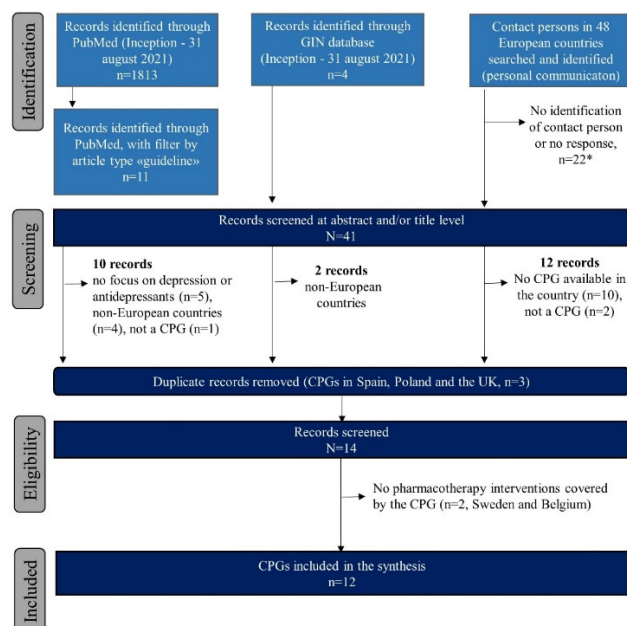 Identification
Records identified through
PubMed (Inception - 31
august 2021)
n=1813
Records identified through
GIN database
(Inception - 31 august 2021)
n=4
Contact persons in 48
European countries
searched and identified
(personal communicaton)
Records identified through
PubMed, with filter by
article type «guideline»
n=11
No identification
of contact person
or no response,
n=22*
Screening
Records screened at abstract and/or title level
N=41
10 records
no focus on depression or
antidepressants (n=5),
non-European countries
(n=4), not a CPG (n=1)
2 records
non-European
countries
12 records
No CPG available in
the country (n=10),
not a CPG (n=2)
Duplicate records removed (CPGs in Spain, Poland and the UK, n=3)
Eligibility
Records screened
N=14
No pharmacotherapy interventions covered
by the CPG (n=2, Sweden and Belgium)
Included
CPGs included in the synthesis
n=12